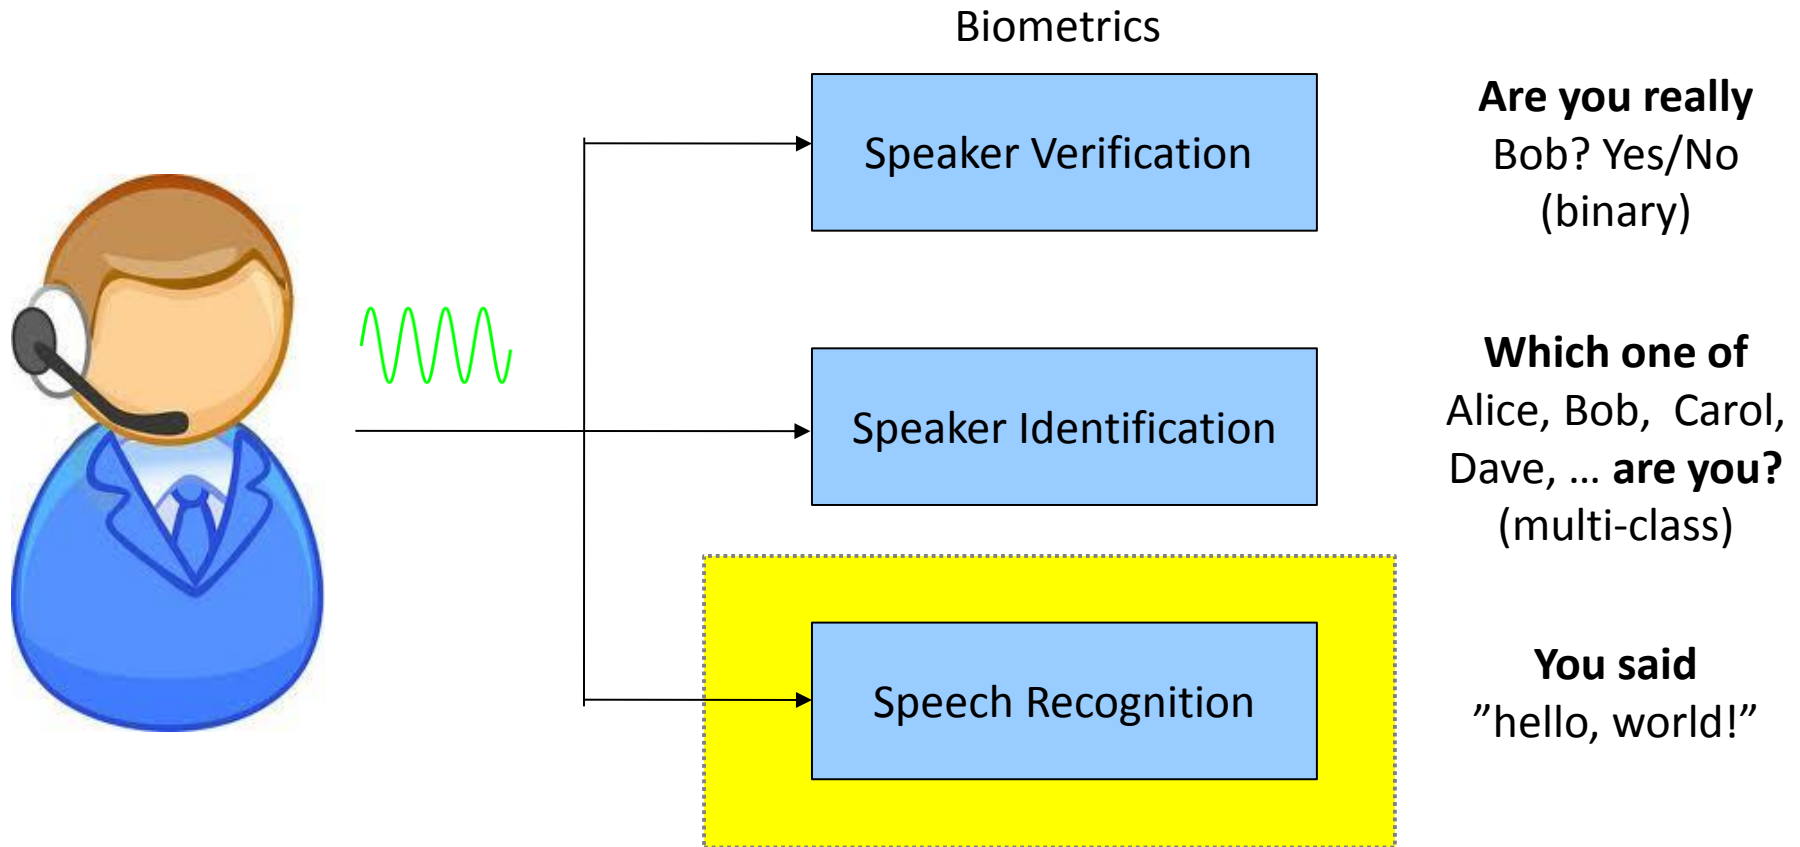 Biometrics
Speaker Verification
Are you really
Bob? Yes/No
(binary)
Speaker Identification
Which one of
Alice, Bob,  Carol,
Dave, … are you?
(multi-class)
Speech Recognition
You said
”hello, world!”